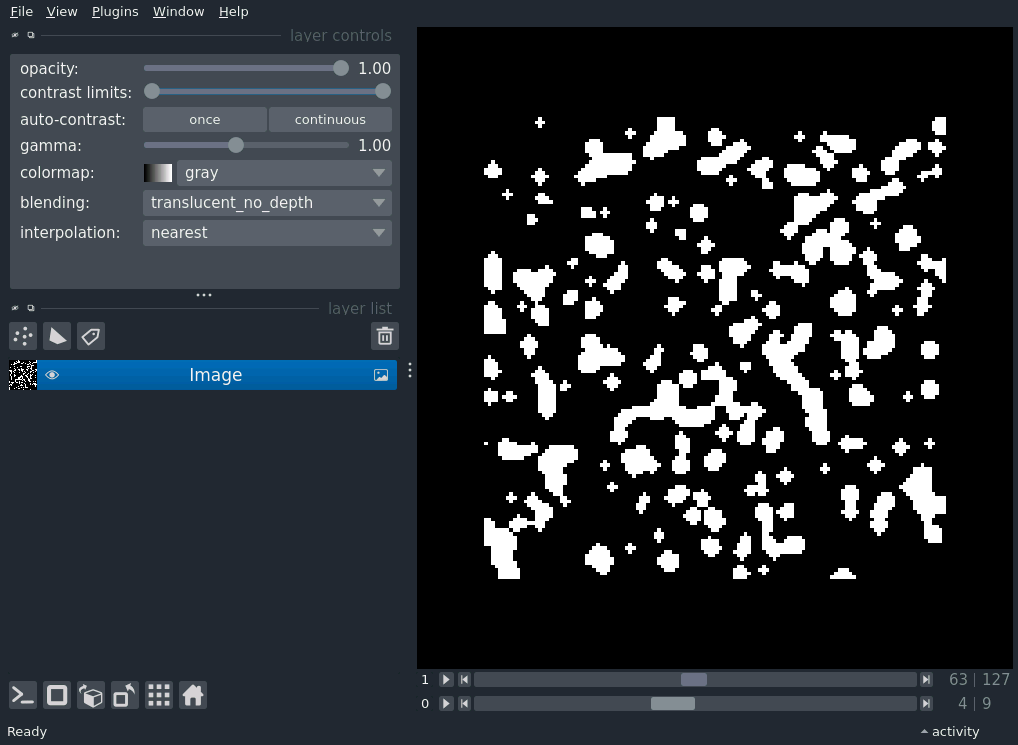 File View Plugins Window Help
layer controls
opacity: 1.00
contrast limits:
auto-contrast: once continuous
gamma: 1.00
colormap: gray
blending: translucent_no_depth
interpolation: nearest
layer list
Image
1 63 | 127
0 4 | 9
Ready activity